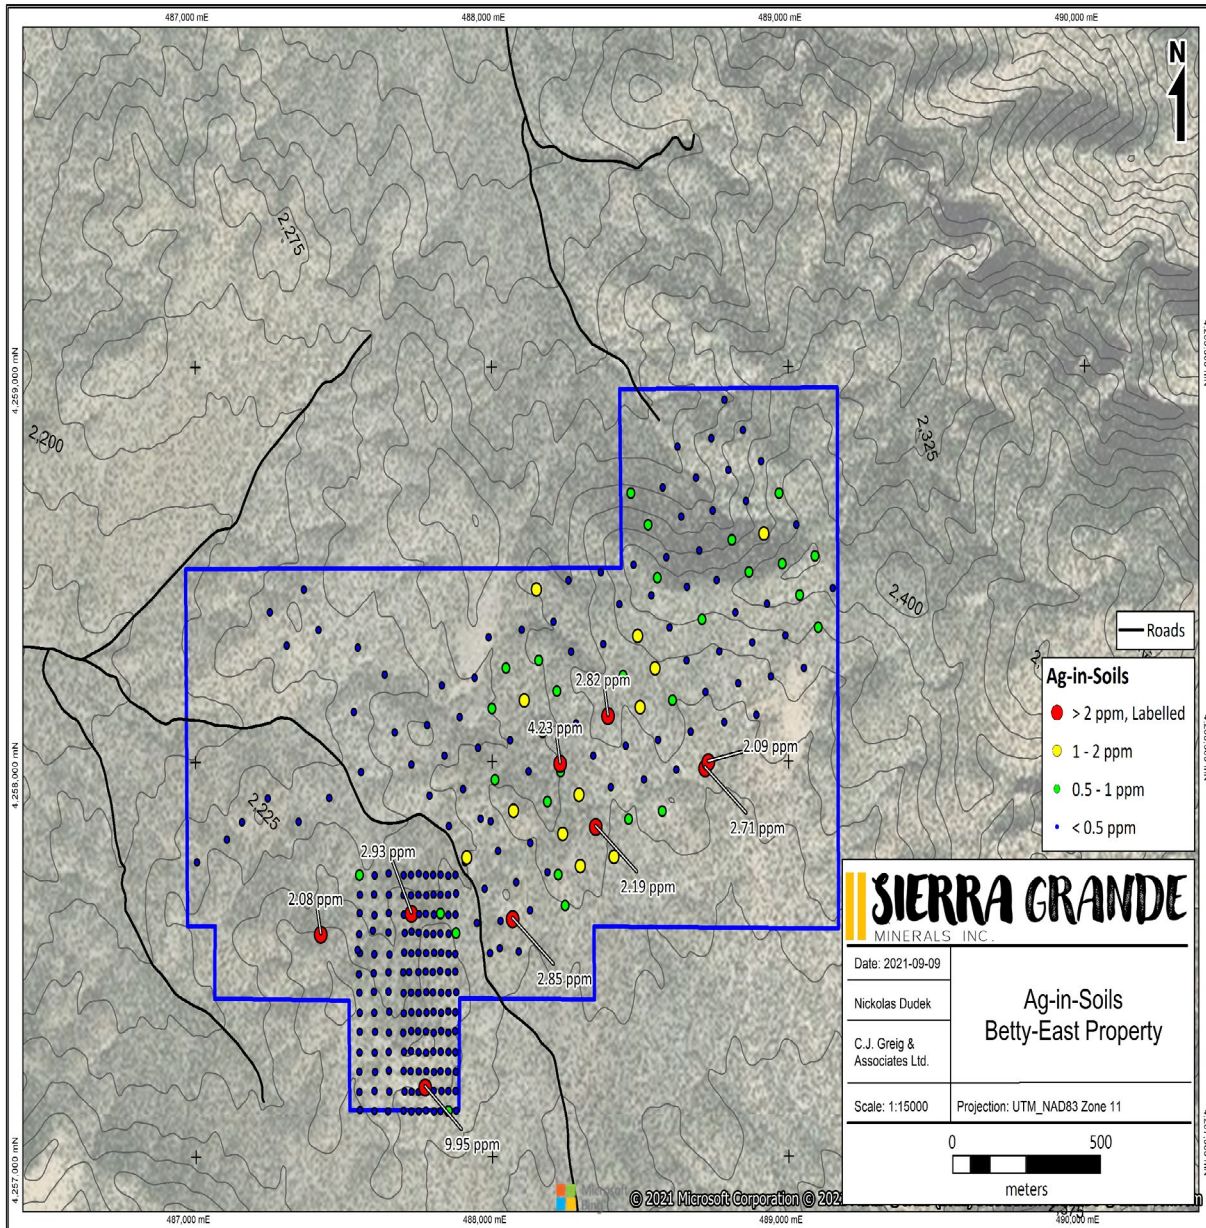 487,000 mE
488,000 mE
489,000 mE
490,000 mE
N
2,275
4,259,000 mN
2,200
2,325
2,400
Roads
Ag-in-Soils
> 2 ppm, Labelled
1 - 2 ppm
0.5 - 1 ppm
< 0.5 ppm
2.82 ppm
4.23 ppm
2.09 ppm
4,258,000 mN
2,225
2.71 ppm
2.93 ppm
2.19 ppm
2.08 ppm
2.85 ppm
9.95 ppm
SIERRA GRANDE
MINERALS INC.
Date: 2021-09-09
Nickolas Dudek
C.J. Greig &
Associates Ltd.
Ag-in-Soils
Betty-East Property
Scale: 1:15000
Projection: UTM_NAD83 Zone 11
0 500
meters
4,257,000 mN
© 2021 Microsoft Corporation ©
2,375
487,000 mE
488,000 mE
489,000 mE
490,000 mE